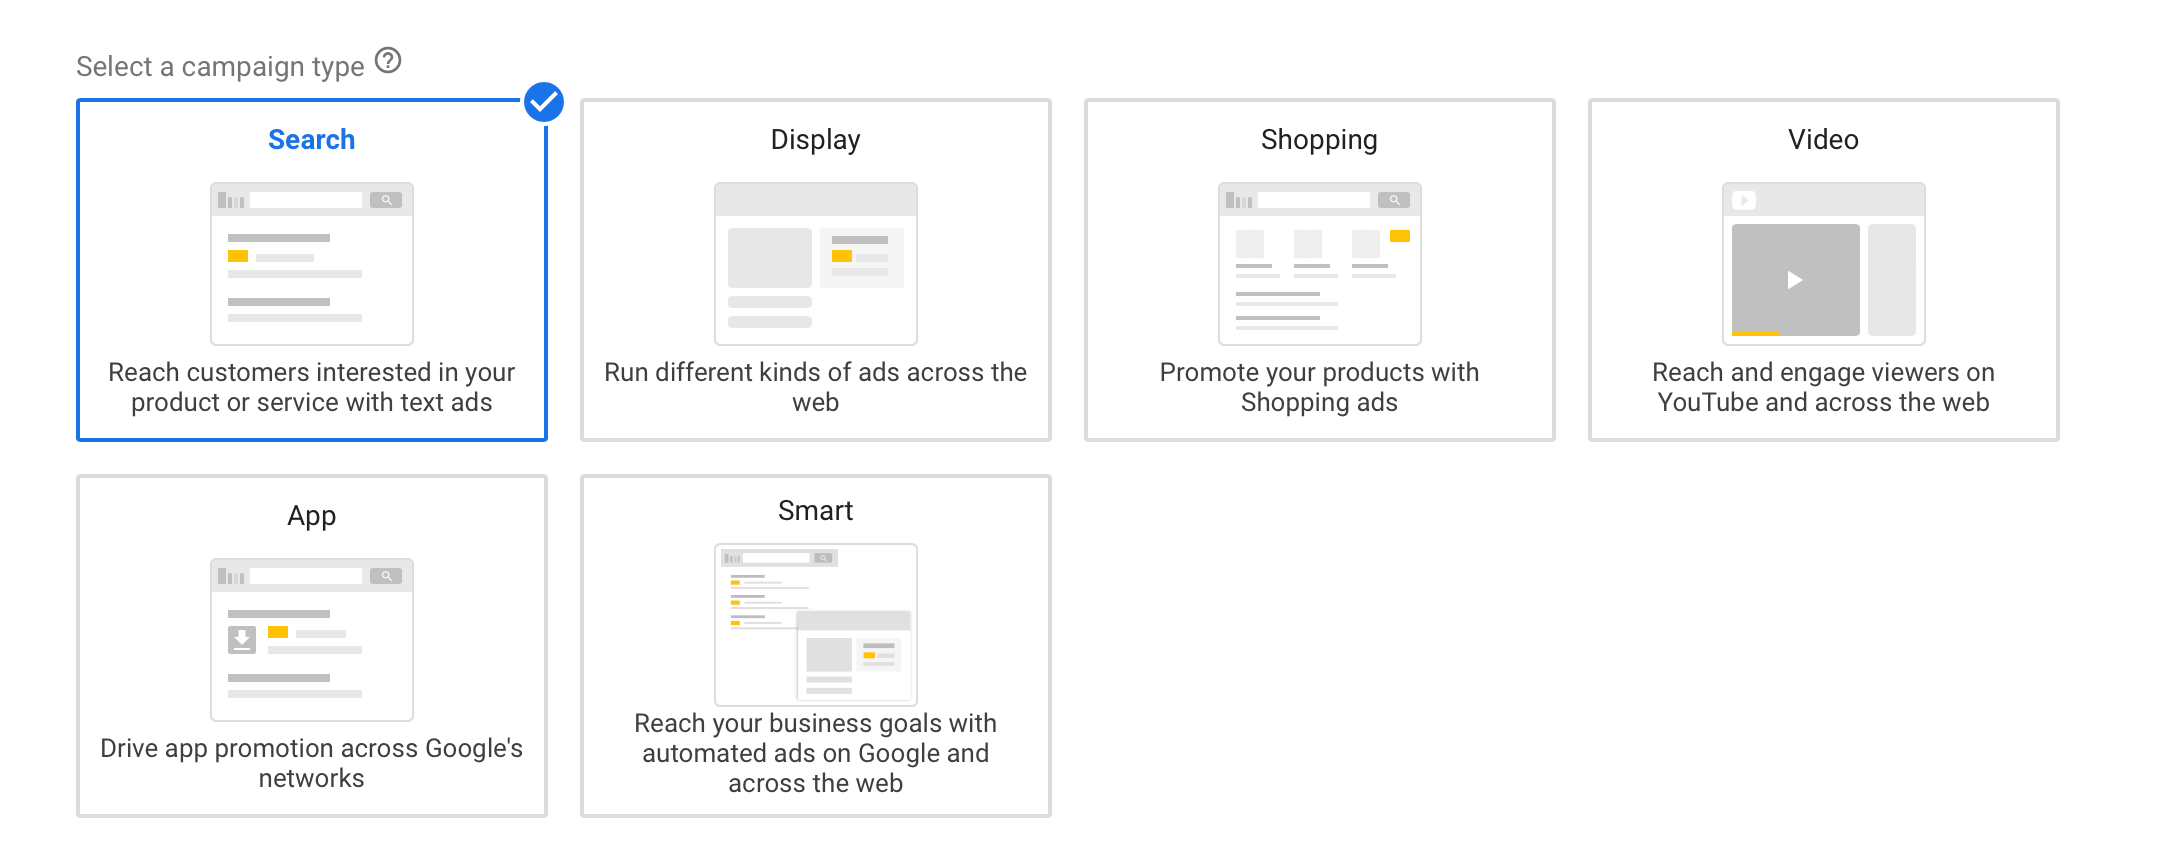 Select a campaign type
Search
Display
Shopping
Video
Reach customers interested in your
product or service with text ads
Run different kinds of ads across the
web
Promote your products with
Shopping ads
Reach and engage viewers on
YouTube and across the web
App
Smart
Drive app promotion across Google's
networks
Reach your business goals with
automated ads on Google and
across the web